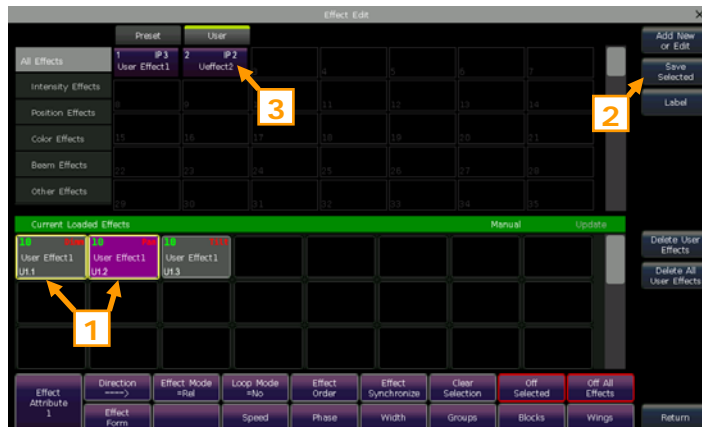 Effect Edit
Preset
User
Add New
or Edit
All Effects
1 IP 3
User Effect1
2 IP 2
Ueffect2
3
4
5
6
7
Save
Selected
Intensity Effects
Label
Position Effects
8
9
11
12
13
14
3
2
Color Effects
15
16
17
18
19
20
21
Beam Effects
22
23
24
25
26
27
28
Other Effects
29
30
31
32
33
34
35
Current Loaded Effects
Manual
Update
10
User Effect1
U1.1
10 Pan
User Effect1
U1.2
10
User Effect1
U1.3
Delete User
Effects
Delete All
User Effects
1
Effect
Attribute
1
Direction
---->
Effect Mode
=Rel
Loop Mode
=No
Effect
Order
Effect
Synchronize
Clear
Selection
Off
Selected
Off All
Effects
Effect
Form
Speed
Phase
Width
Groups
Blocks
Wings
Return